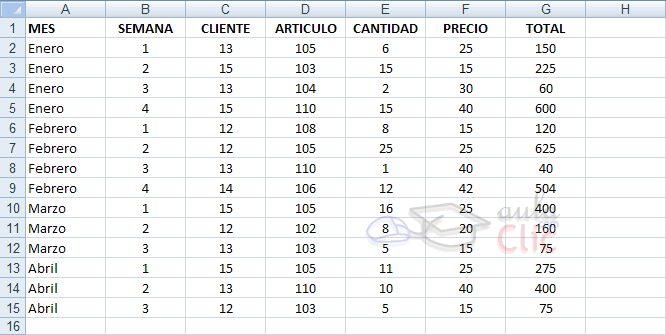 A B C D E F G H
1 MES SEMANA CLIENTE ARTICULO CANTIDAD PRECIO TOTAL
2 Enero 1 13 105 6 25 150
3 Enero 2 15 103 15 15 225
4 Enero 3 13 104 2 30 60
5 Enero 4 15 110 15 40 600
6 Febrero 1 12 108 8 15 120
7 Febrero 2 12 105 25 25 625
8 Febrero 3 13 110 1 40 40
9 Febrero 4 14 106 12 42 504
10 Marzo 1 15 105 16 25 400
11 Marzo 2 12 102 8 20 160
12 Marzo 3 13 103 5 15 75
13 Abril 1 15 105 11 25 275
14 Abril 2 13 110 10 40 400
15 Abril 3 12 103 5 15 75
16
aula
Clic